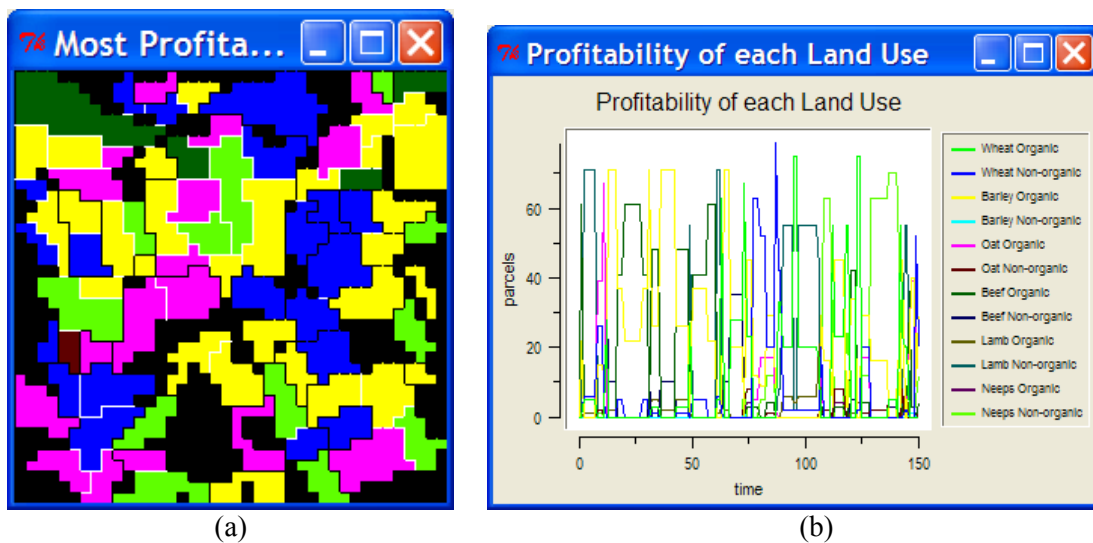 Most Profita...
Profitability of each Land Use
Profitability of each Land Use
parcels
60
40
20
0
0
50
100
150
time
Wheat Organic
Wheat Non-organic
Barley Organic
Barley Non-organic
Oat Organic
Oat Non-organic
Beef Organic
Beef Non-organic
Lamb Organic
Lamb Non-organic
Neeps Organic
Neeps Non-organic
(a)
(b)